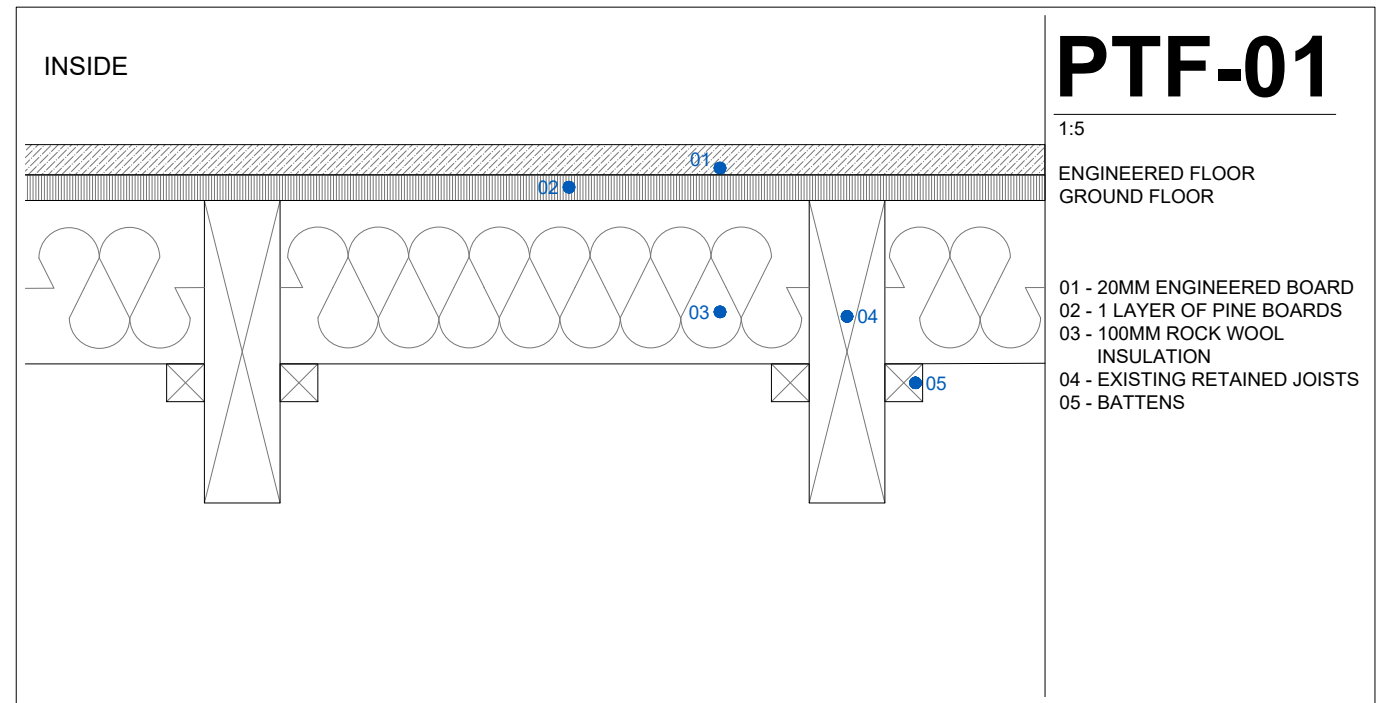 INSIDE
01
02
03
04
05
PTF-01
1:5
ENGINEERED FLOOR
GROUND FLOOR
01 - 20MM ENGINEERED BOARD
02 - 1 LAYER OF PINE BOARDS
03 - 100MM ROCK WOOL
INSULATION
04 - EXISTING RETAINED JOISTS
05 - BATTENS